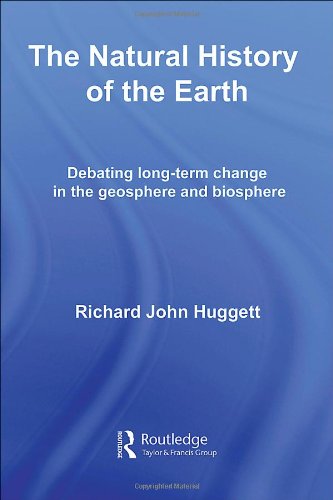 The Natural History
of the Earth
Debating long-term change
in the geosphere and biosphere
Richard John Huggett
ROUTLEDGE
Routledge
Taylor & Francis Group